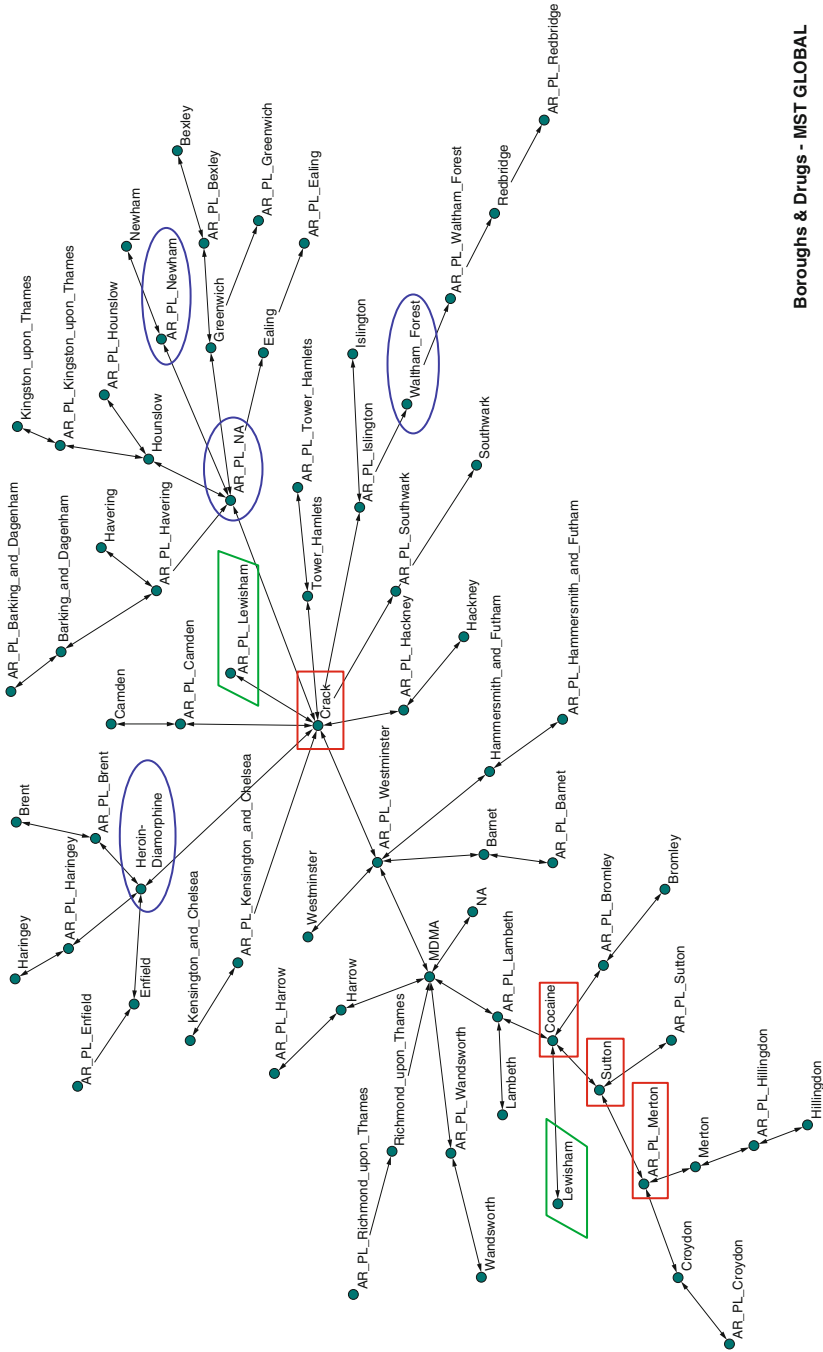 AR_PL_Redbridge
Redbridge
AR_PL_Waltham_Forest
Waltham_Forest
Bexley
AR_PL_Bexley
AR_PL_Greenwich
Greenwich
AR_PL_Ealing
Ealing
Newham
AR_PL_Newham
Kingston_upon_Thames
AR_PL_Kingston_upon_Thames
AR_PL_Hounslow
Hounslow
AR_PL_NA
Islington
AR_PL_Islington
AR_PL_Tower_Hamlets
Tower_Hamlets
Southwark
AR_PL_Southwark
AR_PL_Barking_and_Dagenham
Barking_and_Dagenham
Havering
AR_PL_Havering
AR_PL_Lewisham
Camden
AR_PL_Camden
Crack
Hackney
AR_PL_Hackney
Hammersmith_and_Futham
AR_PL_Hammersmith_and_Futham
Brent
AR_PL_Brent
Heroin-
Diamorphine
Haringey
AR_PL_Haringey
AR_PL_Enfield
Enfield
Kensington_and_Chelsea
AR_PL_Kensington_and_Chelsea
Westminster
AR_PL_Westminster
Barnet
AR_PL_Barnet
MDMA
NA
AR_PL_Harrow
Harrow
AR_PL_Richmond_upon_Thames
Richmond_upon_Thames
AR_PL_Wandsworth
Wandsworth
AR_PL_Lambeth
Lambeth
Cocaine
AR_PL_Bromley
Bromley
Lewisham
Sutton
AR_PL_Sutton
AR_PL_Merton
Merton
AR_PL_Hillingdon
Hillingdon
Croydon
AR_PL_Croydon
Boroughs & Drugs - MST GLOBAL